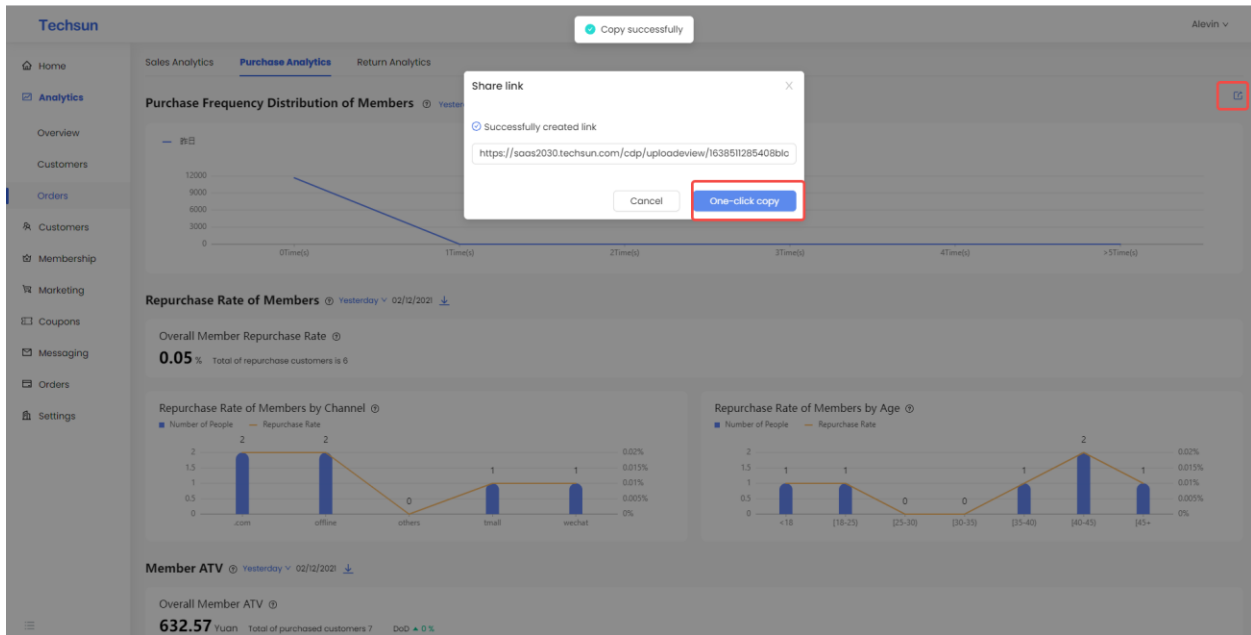 Techsun
Copy successfully
Alevin
Home
Analytics
Overview
Customers
Orders
Customers
Membership
Marketing
Coupons
Messaging
Orders
Settings
Sales Analytics Purchase Analytics Return Analytics
Purchase Frequency Distribution of Members
昨日
12000
9000
6000
3000
0
0Time(s) 1Time(s) 2Time(s) 3Time(s) 4Time(s) >5Time(s)
Share link
Successfully created link
https://saas2030.techsun.com/cdp/uploadeview/1638511285408blc
Cancel One-click copy
Repurchase Rate of Members Yesterday 02/12/2021
Overall Member Repurchase Rate
0.05 % Total of repurchase customers is 6
Repurchase Rate of Members by Channel
Number of People Repurchase Rate
2 2 0 1 1
2 0.02%
1.5 0.015%
1 0.01%
0.5 0.005%
0 0%
.com offline others tmall wechat
Repurchase Rate of Members by Age
Number of People Repurchase Rate
1 1 0 0 1 2 1
2 0.02%
1.5 0.015%
1 0.01%
0.5 0.005%
0 0%
<18 [18-25) [25-30) [30-35) [35-40) [40-45) [45+
Member ATV Yesterday 02/12/2021
Overall Member ATV
632.57 Yuan Total of purchased customers 7 DoD ▲ 0 %